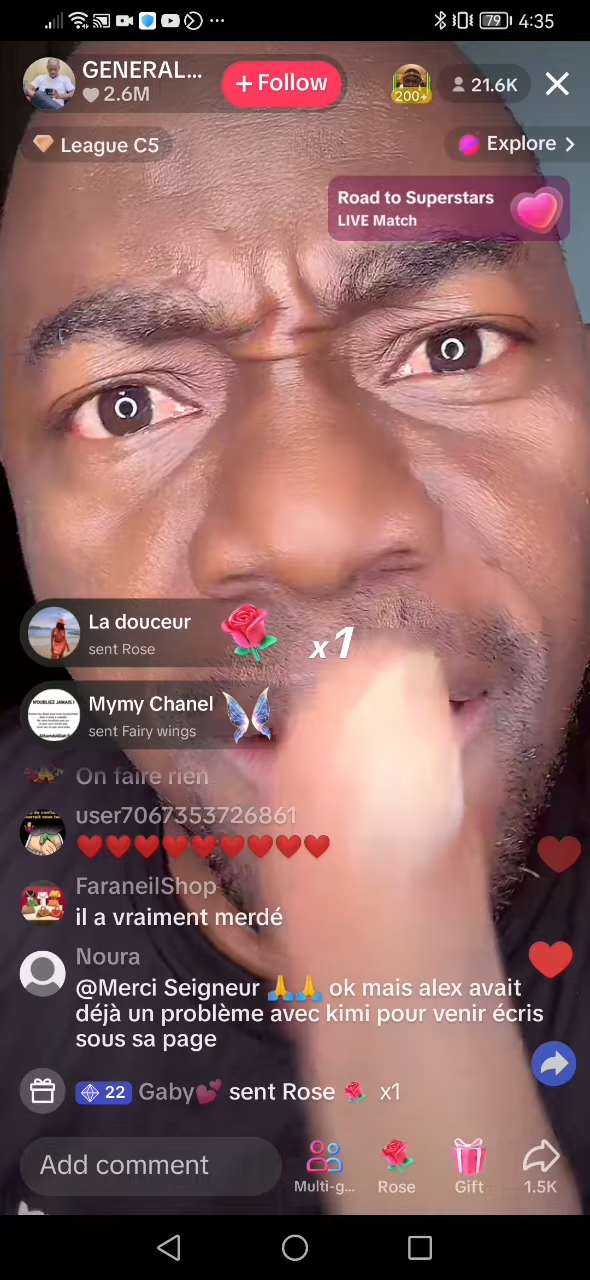 79 4:35
GENERAL...
2.6M
+ Follow
200+
21.6K
League C5
Explore >
Road to Superstars
LIVE Match
La douceur
sent Rose
x1
N'OUBLIEZ JAMAIS !
Mymy Chanel
sent Fairy wings
On faire rien
user7067353726861
❤️❤️❤️❤️❤️❤️❤️❤️❤️
FaraneilShop
il a vraiment merdé
Noura
@Merci Seigneur 🙏🙏 ok mais alex avait
déjà un problème avec kimi pour venir écris
sous sa page
22 Gaby💕 sent Rose 🌹 x1
Add comment
Multi-g...
Rose
Gift
1.5K